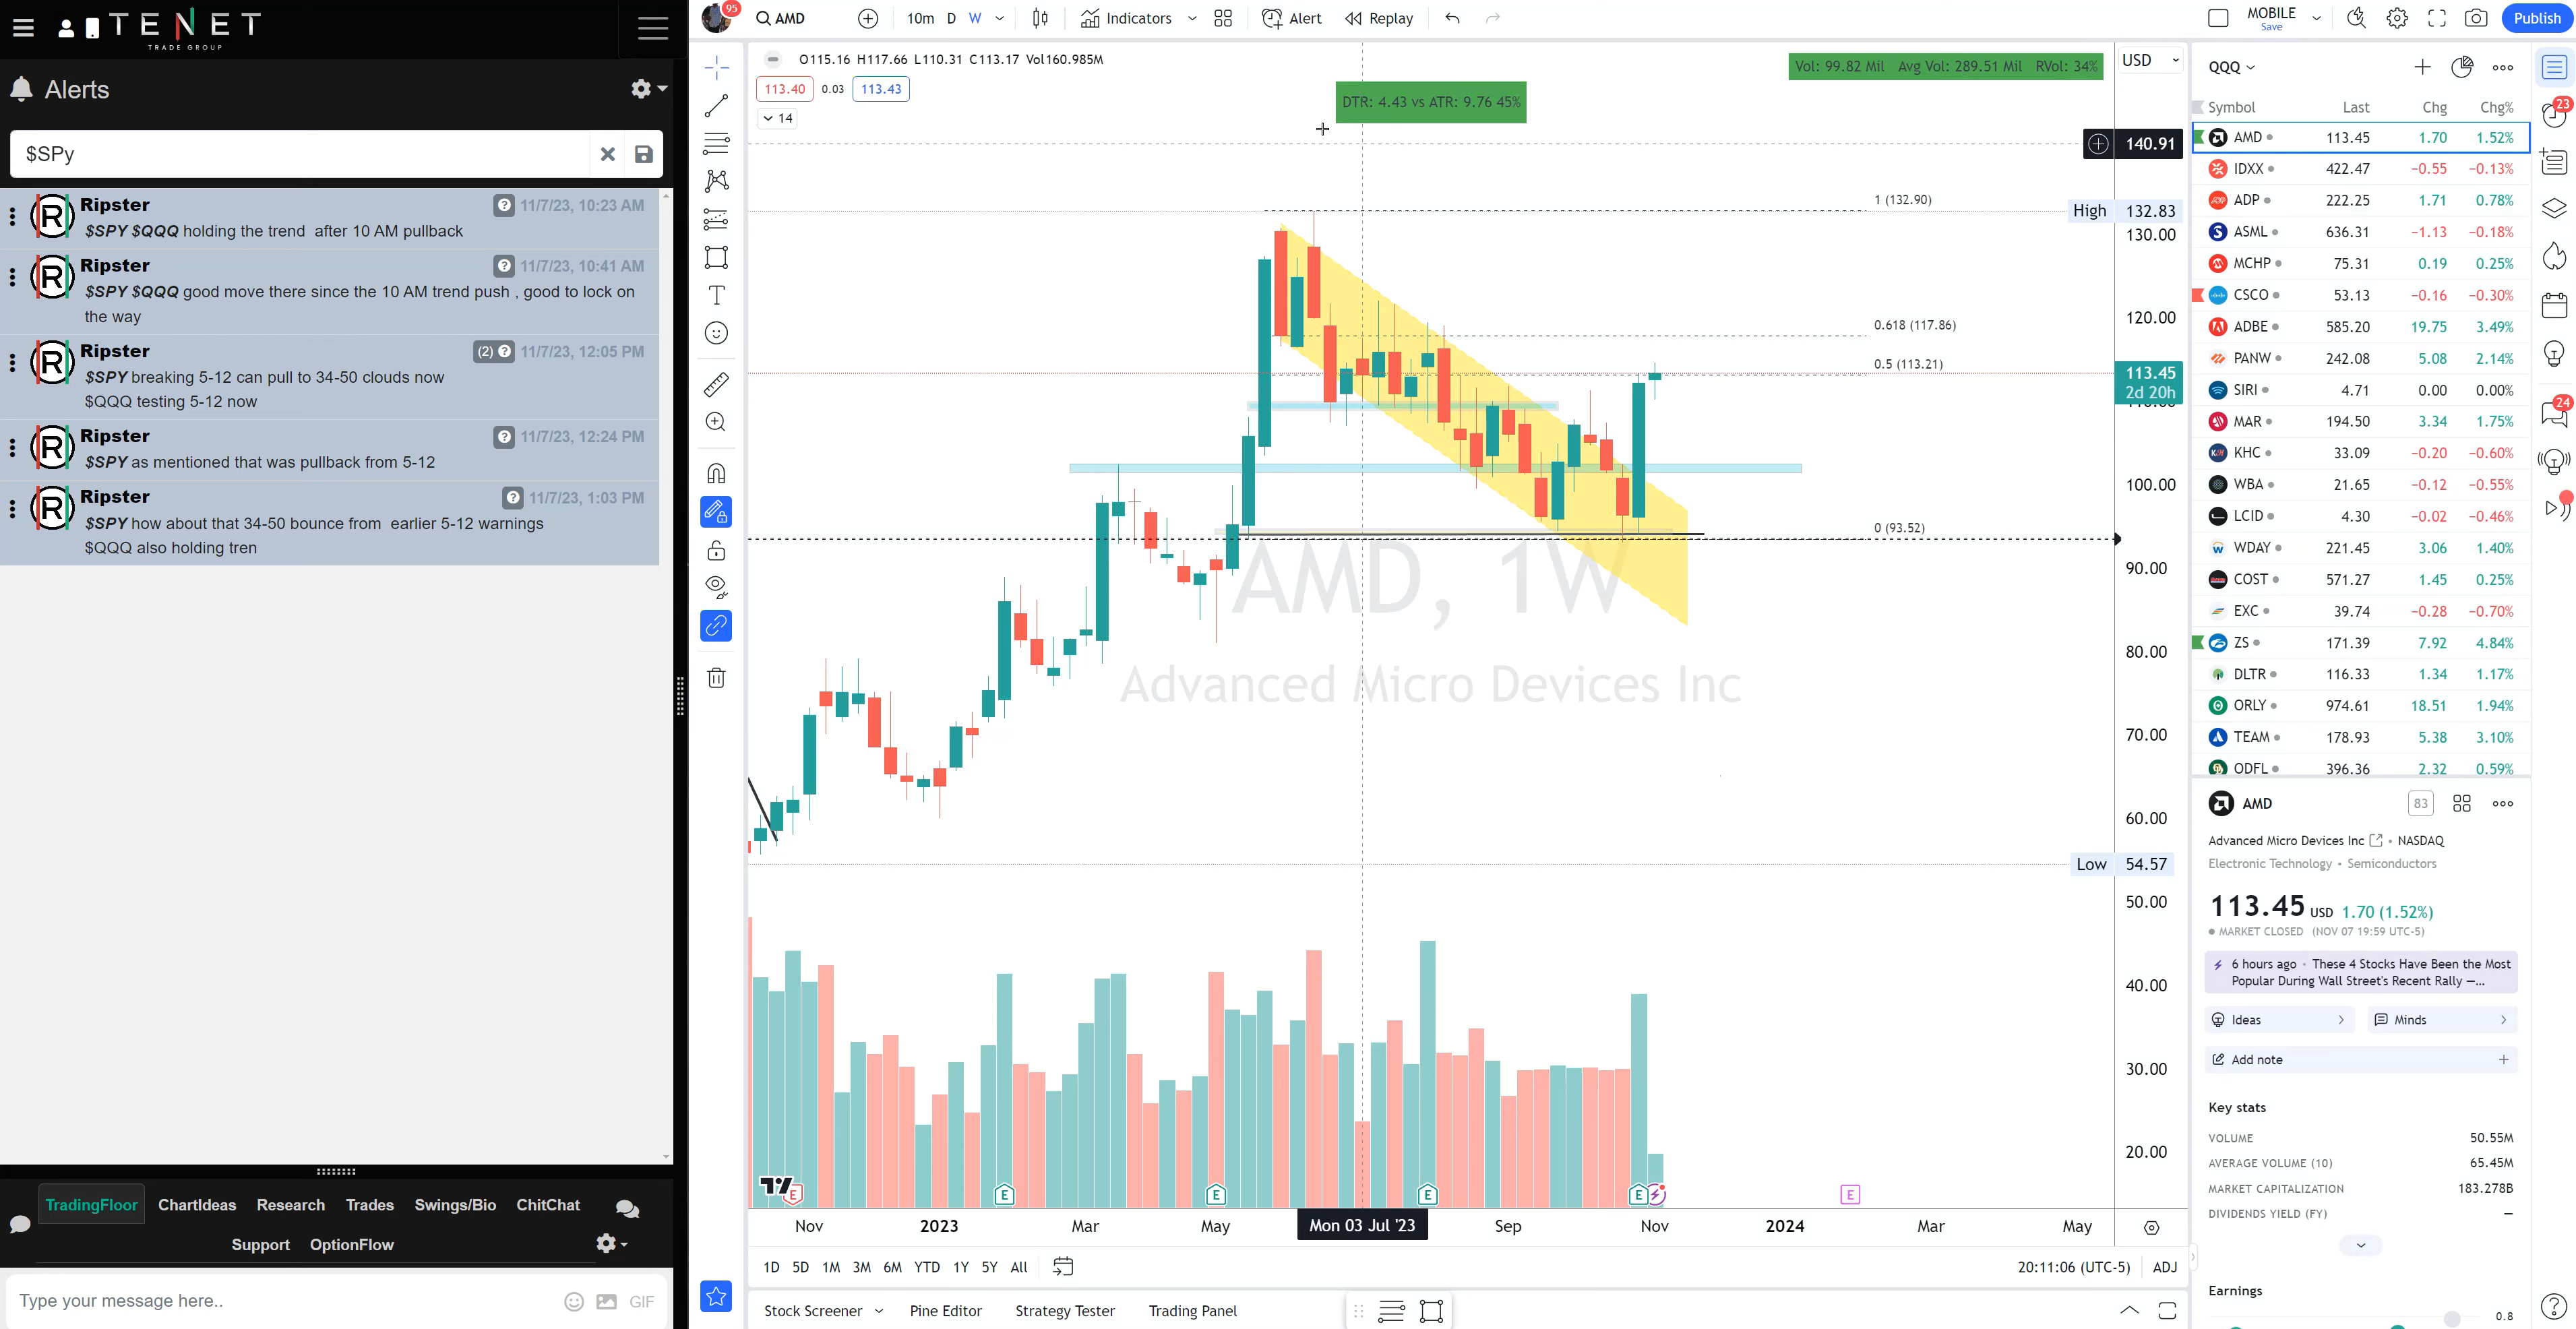 TENET
TRADE GROUP
Alerts
$SPy
Ripster 11/7/23, 10:23 AM
$SPY $QQQ holding the trend after 10 AM pullback
Ripster 11/7/23, 10:41 AM
$SPY $QQQ good move there since the 10 AM trend push , good to lock on
the way
Ripster (2) 11/7/23, 12:05 PM
$SPY breaking 5-12 can pull to 34-50 clouds now
$QQQ testing 5-12 now
Ripster 11/7/23, 12:24 PM
$SPY as mentioned that was pullback from 5-12
Ripster 11/7/23, 1:03 PM
$SPY how about that 34-50 bounce from earlier 5-12 warnings
$QQQ also holding tren
TradingFloor ChartIdeas Research Trades Swings/Bio ChitChat
Support OptionFlow
Type your message here.. GIF
95 AMD 10m D W Indicators Alert Replay MOBILE Save Publish
O115.16 H117.66 L110.31 C113.17 Vol160.985M
113.40 0.03 113.43
14
Vol: 99.82 Mil Avg Vol: 289.51 Mil RVol: 34%
DTR: 4.43 vs ATR: 9.76 45%
USD
140.91
1 (132.90)
High 132.83
130.00
0.618 (117.86)
120.00
0.5 (113.21)
113.45
2d 20h
100.00
0 (93.52)
90.00
80.00
70.00
60.00
Low 54.57
50.00
40.00
30.00
20.00
AMD, 1W
Advanced Micro Devices Inc
E E E E E E
Nov 2023 Mar May Mon 03 Jul '23 Sep Nov 2024 Mar May
1D 5D 1M 3M 6M YTD 1Y 5Y All 20:11:06 (UTC-5) ADJ
Stock Screener Pine Editor Strategy Tester Trading Panel
QQQ
Symbol Last Chg Chg%
AMD 113.45 1.70 1.52%
IDXX 422.47 −0.55 −0.13%
ADP 222.25 1.71 0.78%
ASML 636.31 −1.13 −0.18%
MCHP 75.31 0.19 0.25%
CSCO 53.13 −0.16 −0.30%
ADBE 585.20 19.75 3.49%
PANW 242.08 5.08 2.14%
SIRI 4.71 0.00 0.00%
MAR 194.50 3.34 1.75%
KHC 33.09 −0.20 −0.60%
WBA 21.65 −0.12 −0.55%
LCID 4.30 −0.02 −0.46%
WDAY 221.45 3.06 1.40%
COST 571.27 1.45 0.25%
EXC 39.74 −0.28 −0.70%
ZS 171.39 7.92 4.84%
DLTR 116.33 1.34 1.17%
ORLY 974.61 18.51 1.94%
TEAM 178.93 5.38 3.10%
ODFL 396.36 2.32 0.59%
AMD 83
Advanced Micro Devices Inc • NASDAQ
Electronic Technology • Semiconductors
113.45 USD 1.70 (1.52%)
MARKET CLOSED (NOV 07 19:59 UTC-5)
6 hours ago • These 4 Stocks Have Been the Most
Popular During Wall Street's Recent Rally —...
Ideas Minds
Add note
Key stats
VOLUME 50.55M
AVERAGE VOLUME (10) 65.45M
MARKET CAPITALIZATION 183.278B
DIVIDENDS YIELD (FY) —
Earnings
0.8
23
24